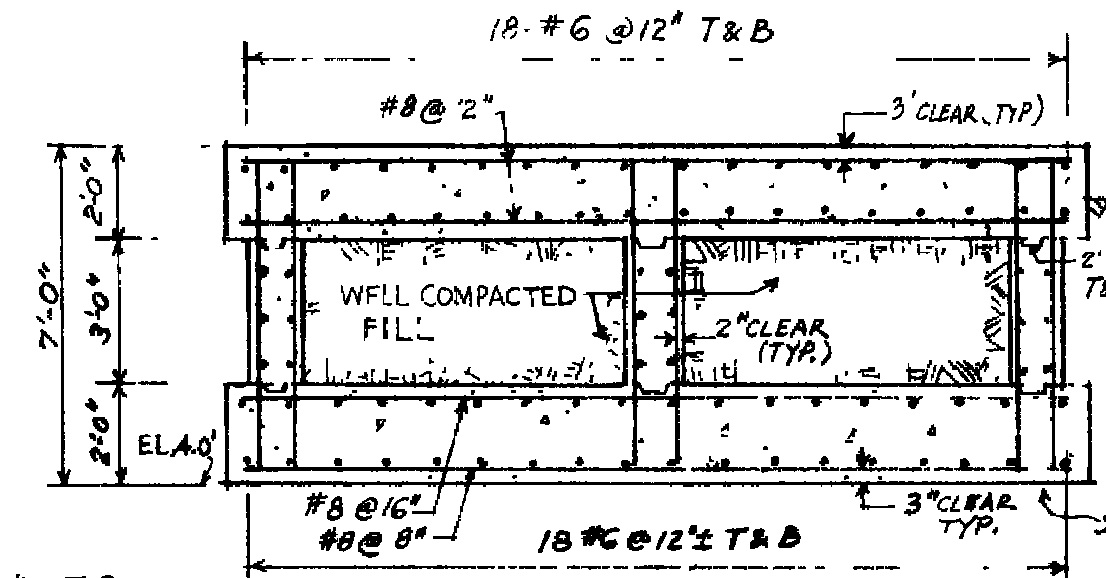 18-#6 @12" T&B
#8@ '2"
3' CLEAR TYP)
2'-0"
7'-0"
3'-0"
2'-0"
WELL COMPACTED
FILL
2" CLEAR
(TYP.)
2'
EL 4.0'
#8 @ 16"
#8 @ 8"
3" CLEAR
TYP.
18 #6 @ 12"± T&B